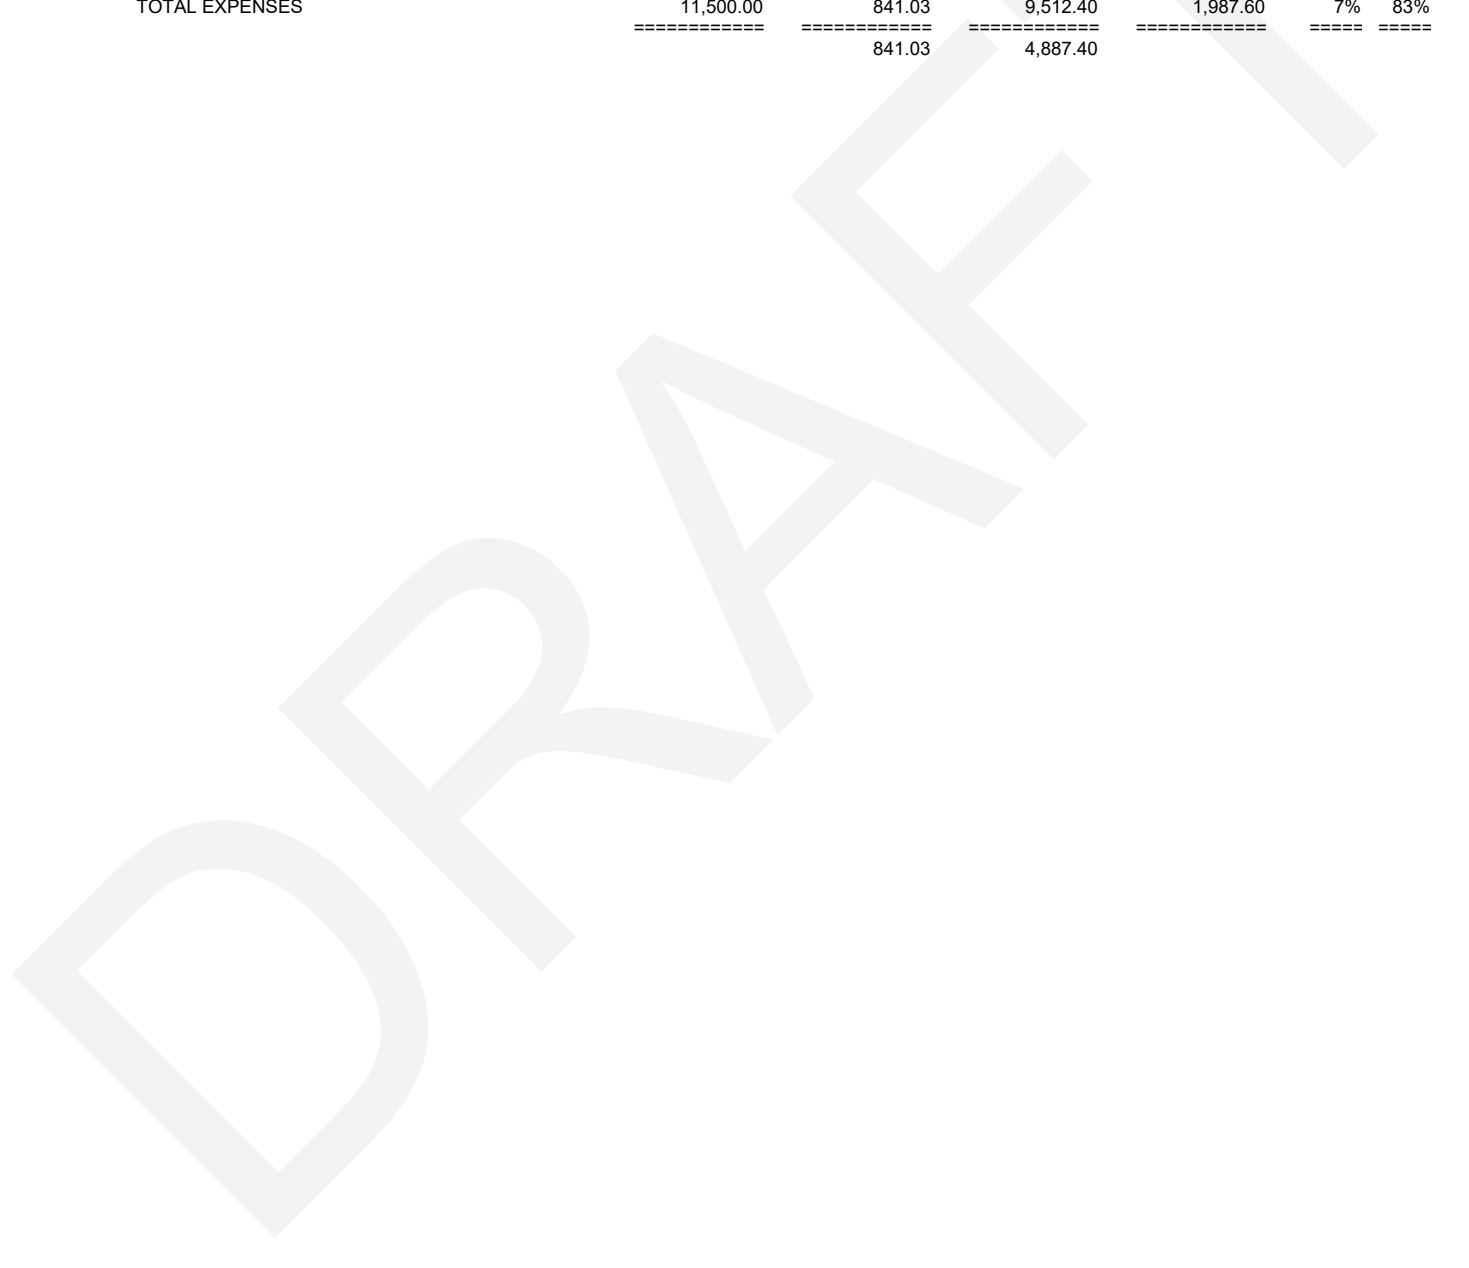 TOTAL EXPENSES 11,500.00 841.03 9,512.40 1,987.60 7% 83%
============ ============ ============ ============ ===== =====
841.03 4,887.40
DRAFT